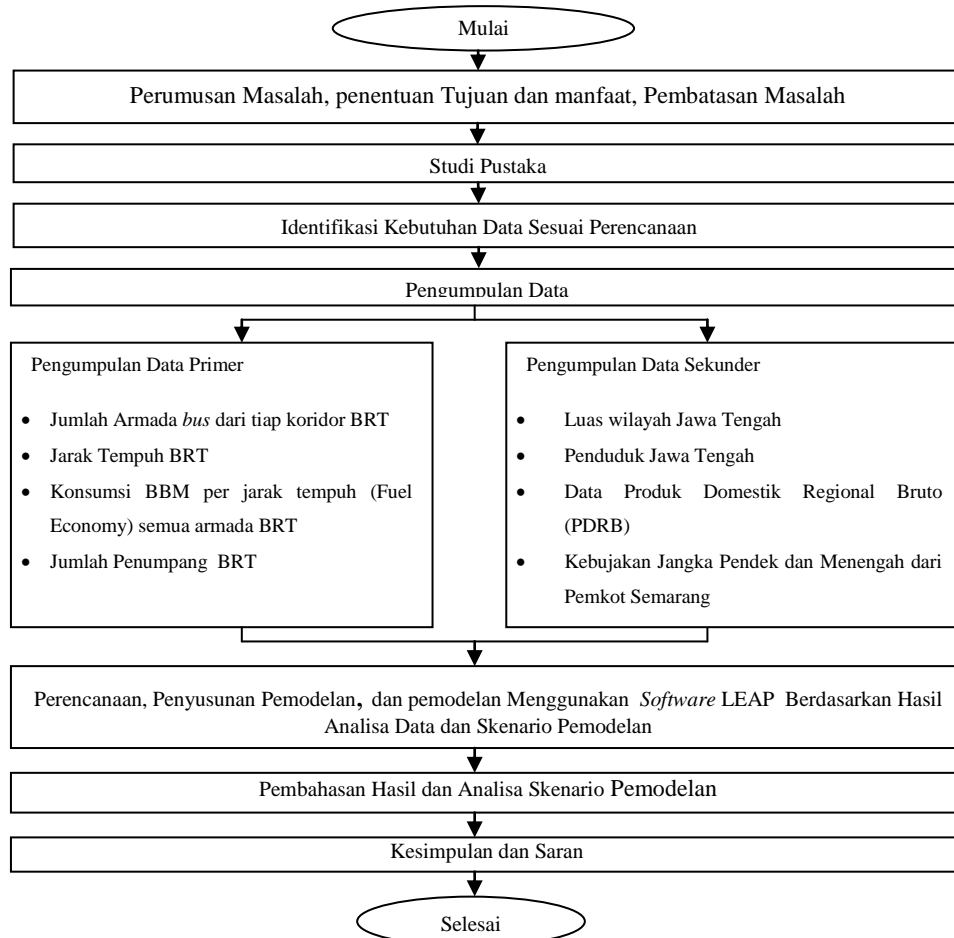 Mulai
Perumusan Masalah, penentuan Tujuan dan manfaat, Pembatasan Masalah
Studi Pustaka
Identifikasi Kebutuhan Data Sesuai Perencanaan
Pengumpulan Data
Pengumpulan Data Primer
• Jumlah Armada bus dari tiap koridor BRT
• Jarak Tempuh BRT
• Konsumsi BBM per jarak tempuh (Fuel
Economy) semua armada BRT
• Jumlah Penumpang BRT
Pengumpulan Data Sekunder
• Luas wilayah Jawa Tengah
• Penduduk Jawa Tengah
• Data Produk Domestik Regional Bruto
(PDRB)
• Kebujakan Jangka Pendek dan Menengah dari
Pemkot Semarang
Perencanaan, Penyusunan Pemodelan, dan pemodelan Menggunakan Software LEAP Berdasarkan Hasil
Analisa Data dan Skenario Pemodelan
Pembahasan Hasil dan Analisa Skenario Pemodelan
Kesimpulan dan Saran
Selesai